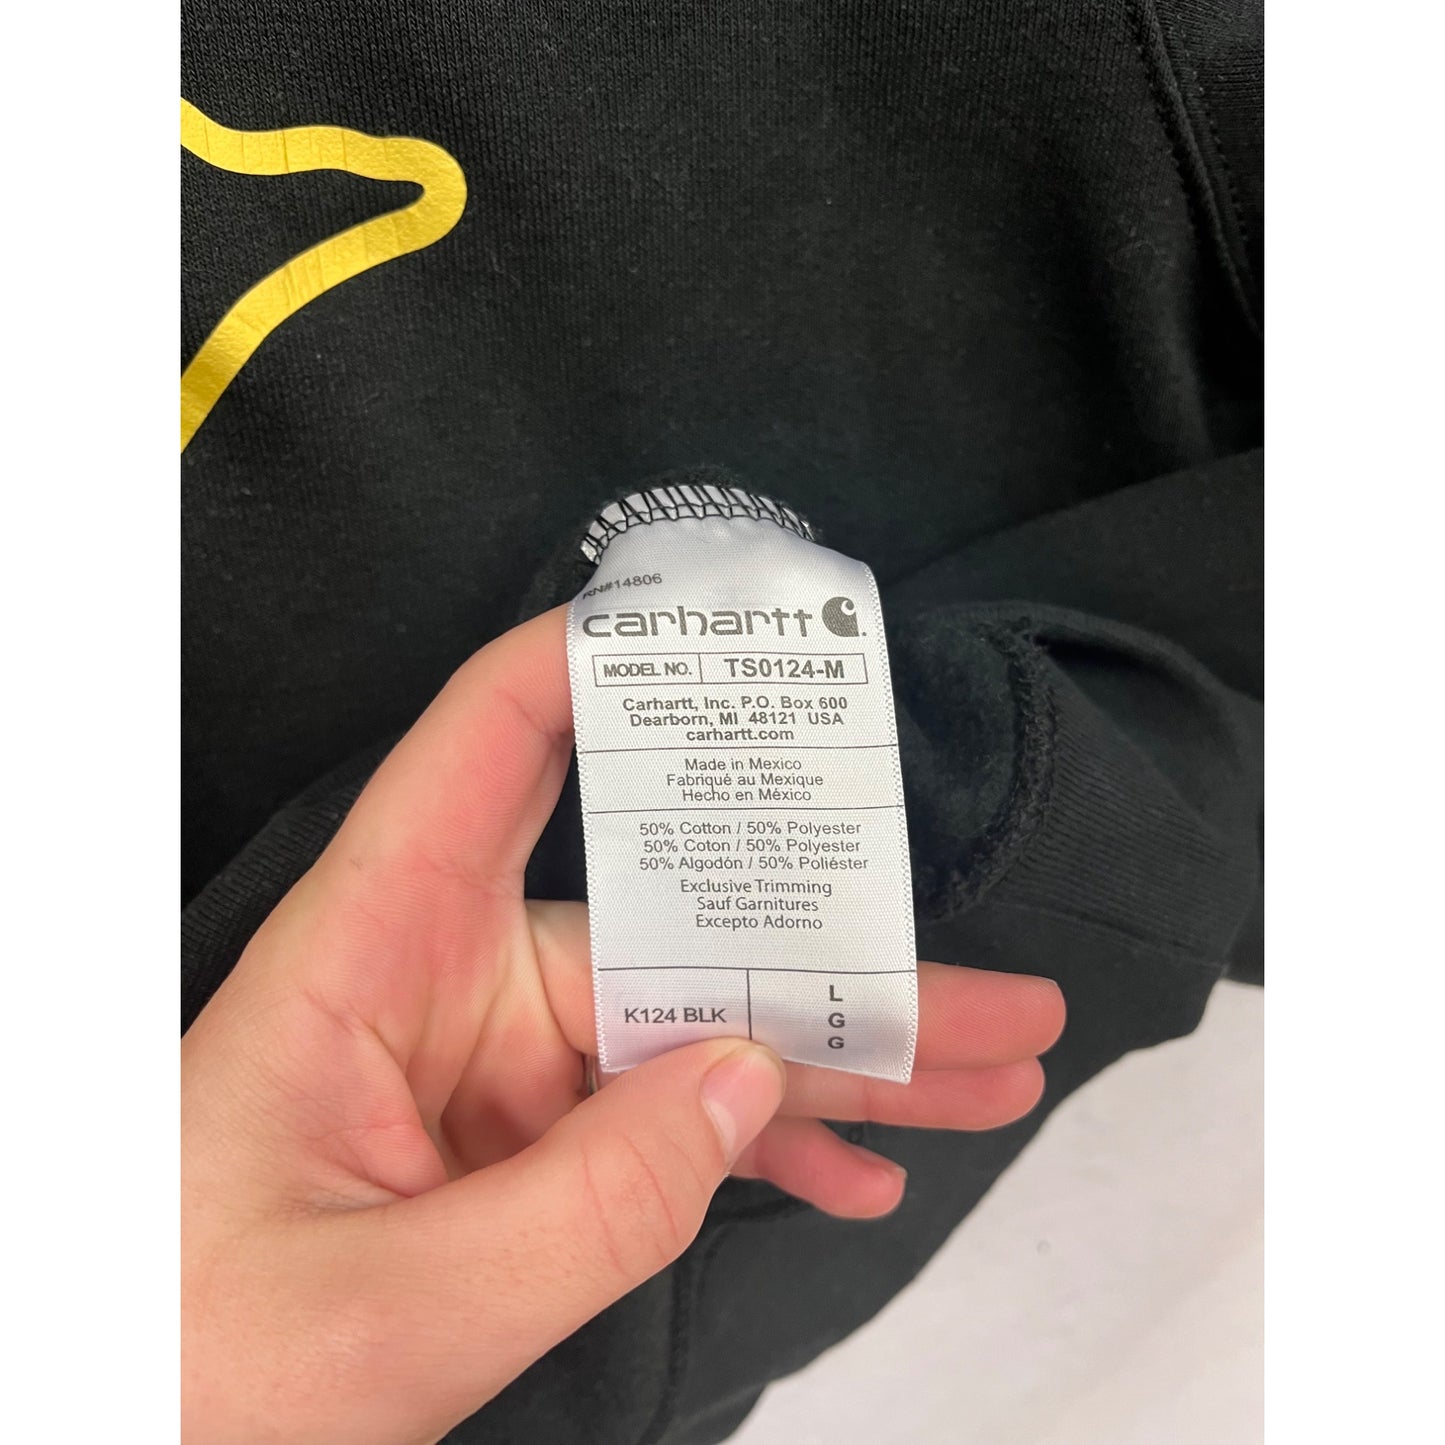 RN#14806
carhartt
MODEL NO. TS0124-M
Carhartt, Inc. P.O. Box 600
Dearborn, MI 48121 USA
carhartt.com
Made in Mexico
Fabriqué au Mexique
Hecho en México
50% Cotton / 50% Polyester
50% Coton / 50% Polyester
50% Algodón / 50% Poliéster
Exclusive Trimming
Sauf Garnitures
Excepto Adorno
K124 BLK
L
G
G